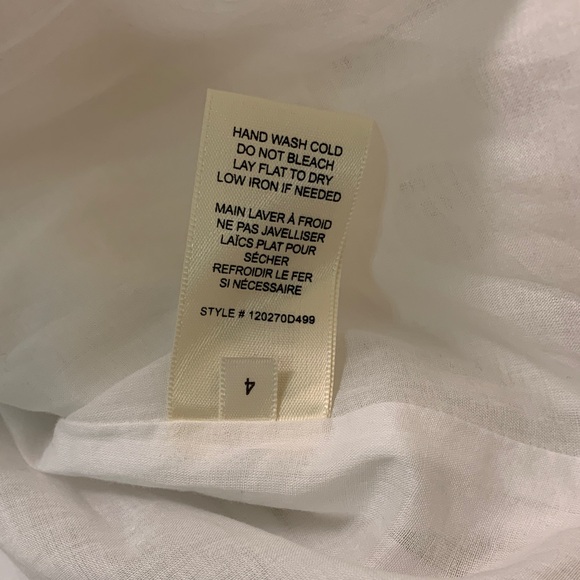 HAND WASH COLD
DO NOT BLEACH
LAY FLAT TO DRY
LOW IRON IF NEEDED
MAIN LAVER À FROID
NE PAS JAVELLISER
LAÍCS PLAT POUR
SÉCHER
REFROIDIR LE FER
SI NÉCESSAIRE
STYLE # 120270D499
4